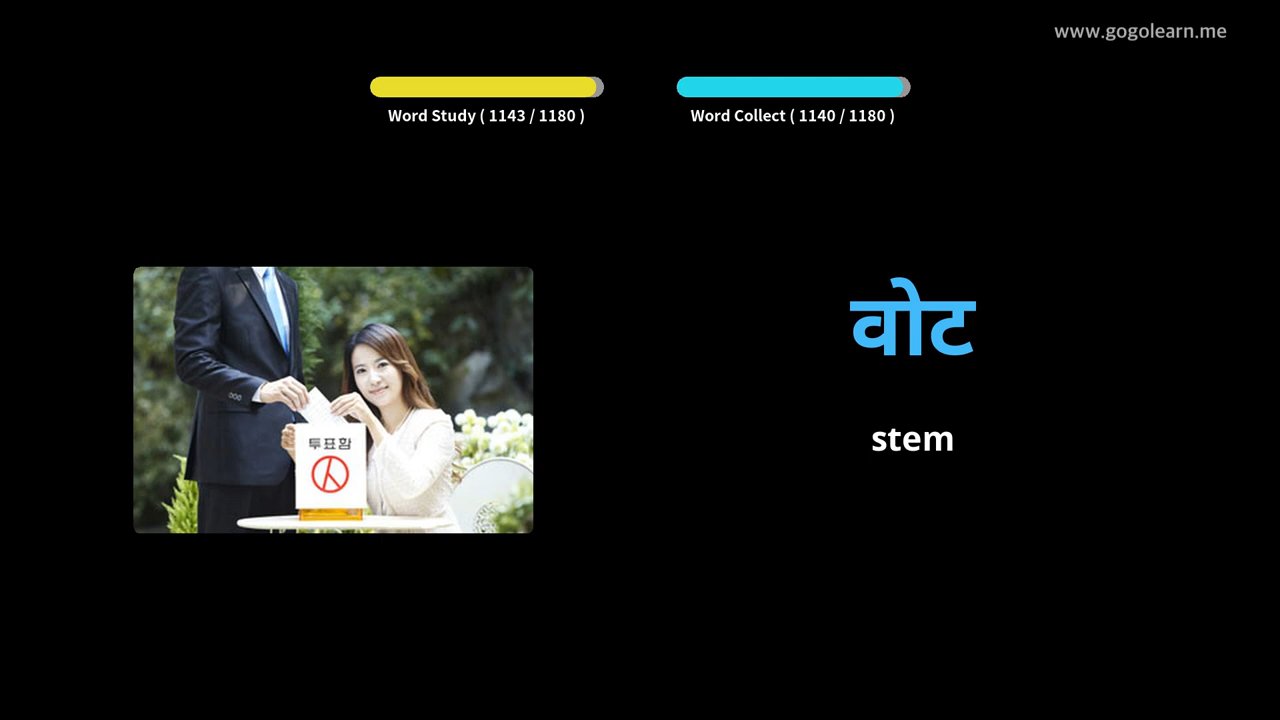 www.gogolearn.me
Word Study ( 1143 / 1180 )
Word Collect ( 1140 / 1180 )
투표함
वोट
stem